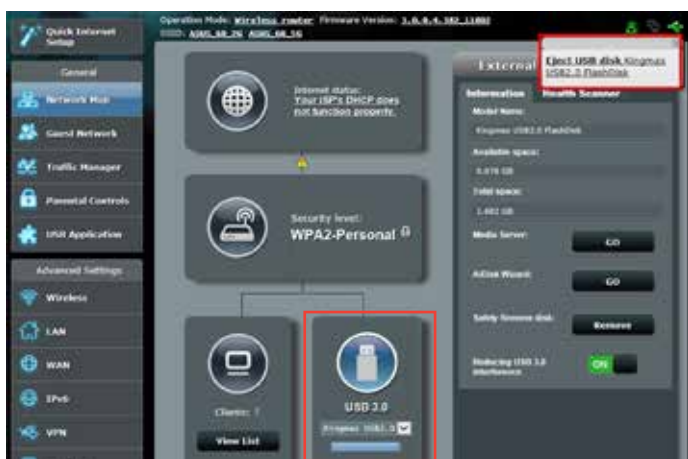 Quick Internet
Setup
General
Network Map
Guest Network
Traffic Manager
Parental Controls
USB Application
Advanced Settings
Wireless
LAN
WAN
IPv6
VPN
Operation Mode: Wireless router Firmware Version: 3.0.0.4.382_11802
SSID: ASUS_68_2G ASUS_68_5G
Internet status:
Your ISP's DHCP does
not function properly.
Security level:
WPA2-Personal
Clients:
View List
USB 3.0
Kingmax USB2.0
Eject USB disk Kingmax
USB2.0 FlashDisk
External
Information Health Scanner
Model Name:
Kingmax USB2.0 FlashDisk
Available space:
Total space:
Media Server:
GO
AiDisk Wizard:
GO
Safely Remove disk:
Remove
Reducing USB 3.0
interference
ON